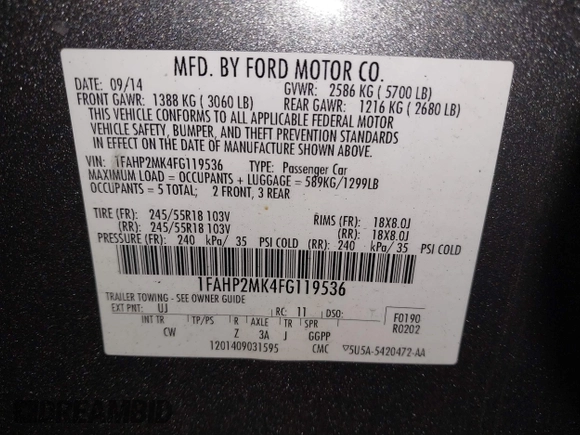 MFD. BY FORD MOTOR CO.
DATE: 09/14 GVWR: 2586 KG ( 5700 LB)
FRONT GAWR: 1388 KG ( 3060 LB) REAR GAWR: 1216 KG ( 2680 LB)
THIS VEHICLE CONFORMS TO ALL APPLICABLE FEDERAL MOTOR
VEHICLE SAFETY, BUMPER, AND THEFT PREVENTION STANDARDS
IN EFFECT ON THE DATE OF MANUFACTURE SHOWN ABOVE.
VIN: 1FAHP2MK4FG119536 TYPE: Passenger Car
MAXIMUM LOAD = OCCUPANTS + LUGGAGE = 589KG/1299LB
OCCUPANTS = 5 TOTAL; 2 FRONT, 3 REAR
TIRE (FR): 245/55R18 103V RIMS (FR): 18X8.0J
(RR): 245/55R18 103V (RR): 18X8.0J
PRESSURE (FR): 240 kPa/ 35 PSI COLD (RR): 240 kPa/ 35 PSI COLD
1FAHP2MK4FG119536
TRAILER TOWING - SEE OWNER GUIDE
EXT PNT: UJ RC: 11 DSO: F0190
R0202
INT TR TP/PS R AXLE TR SPR
CW Z 3A J GGPP
1201409031595 CMC ▽5U5A-5420472-AA
DREAMBID